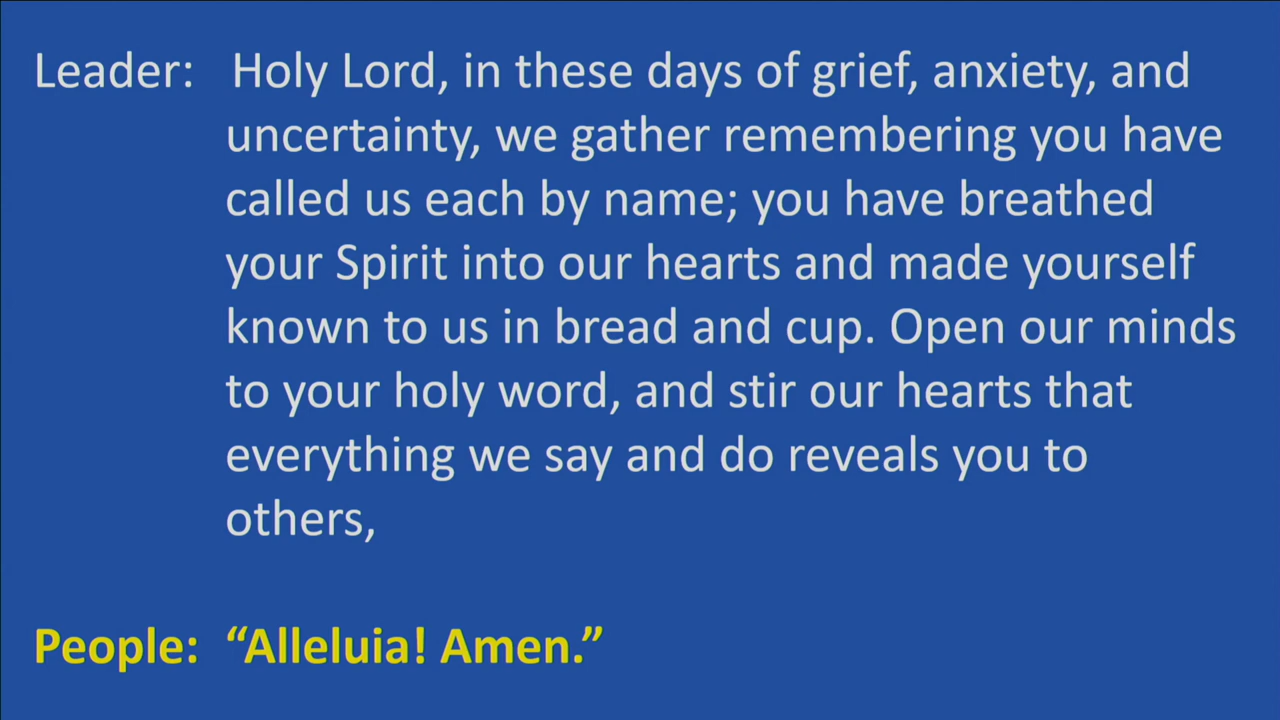 Leader: Holy Lord, in these days of grief, anxiety, and
uncertainty, we gather remembering you have
called us each by name; you have breathed
your Spirit into our hearts and made yourself
known to us in bread and cup. Open our minds
to your holy word, and stir our hearts that
everything we say and do reveals you to
others,
People: “Alleluia! Amen.”